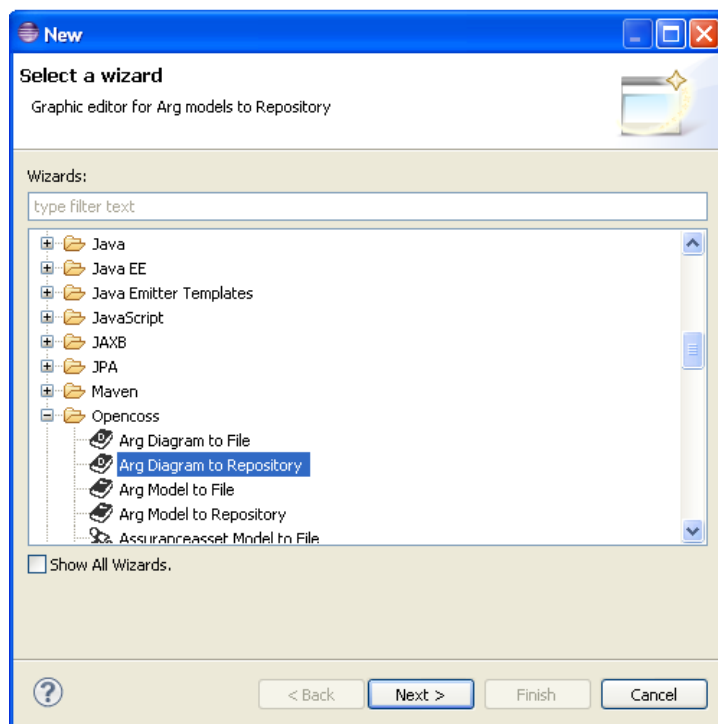 New
Select a wizard
Graphic editor for Arg models to Repository
Wizards:
type filter text
Java
Java EE
Java Emitter Templates
JavaScript
JAXB
JPA
Maven
Opencoss
Arg Diagram to File
Arg Diagram to Repository
Arg Model to File
Arg Model to Repository
Assuranceasset Model to File
Show All Wizards.
? < Back Next > Finish Cancel